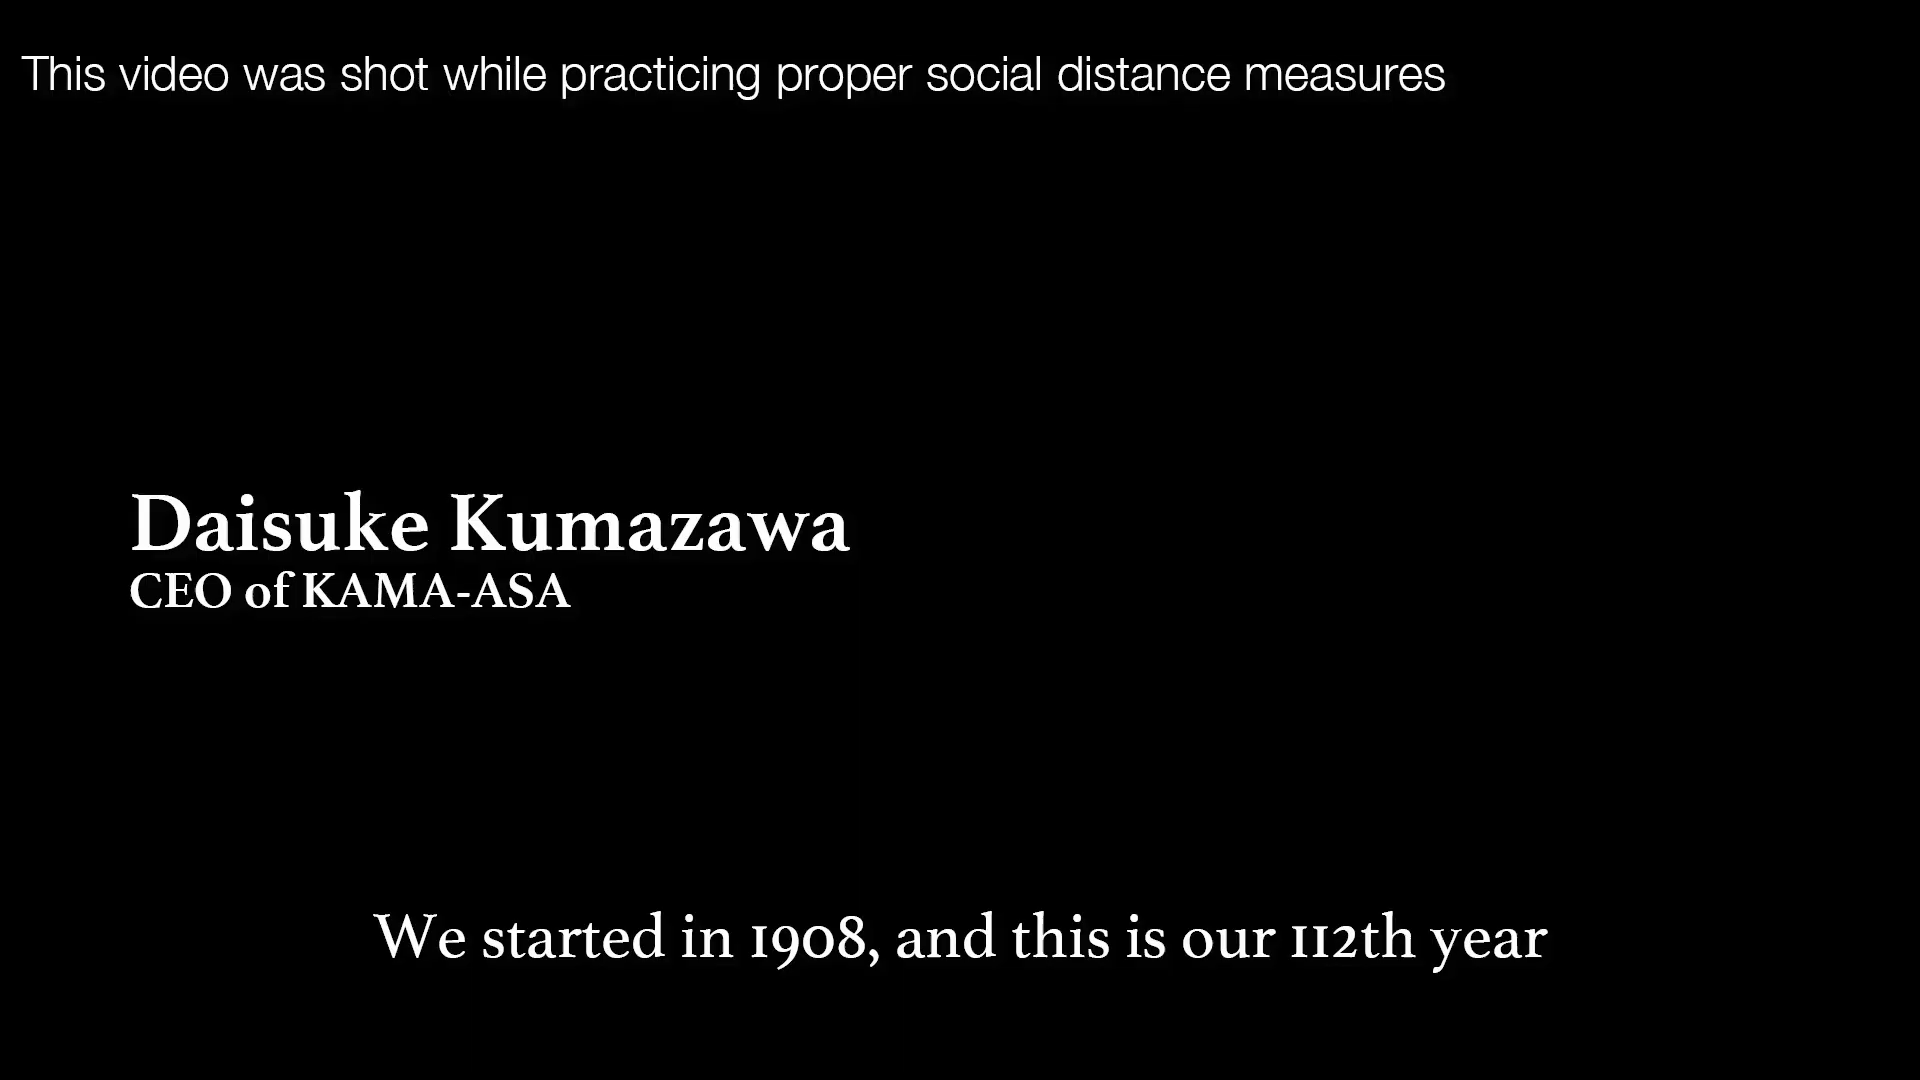 This video was shot while practicing proper social distance measures
Daisuke Kumazawa
CEO of KAMA-ASA
We started in 1908, and this is our 112th year